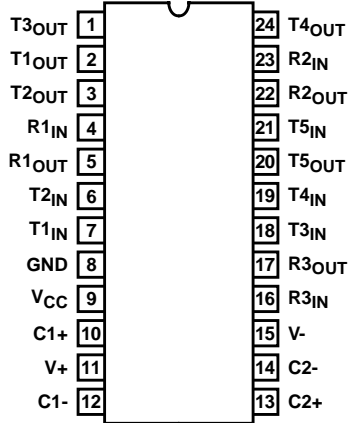 T3OUT 1 24 T4OUT
T1OUT 2 23 R2IN
T2OUT 3 22 R2OUT
R1IN 4 21 T5IN
R1OUT 5 20 T5OUT
T2IN 6 19 T4IN
T1IN 7 18 T3IN
GND 8 17 R3OUT
VCC 9 16 R3IN
C1+ 10 15 V-
V+ 11 14 C2-
C1- 12 13 C2+